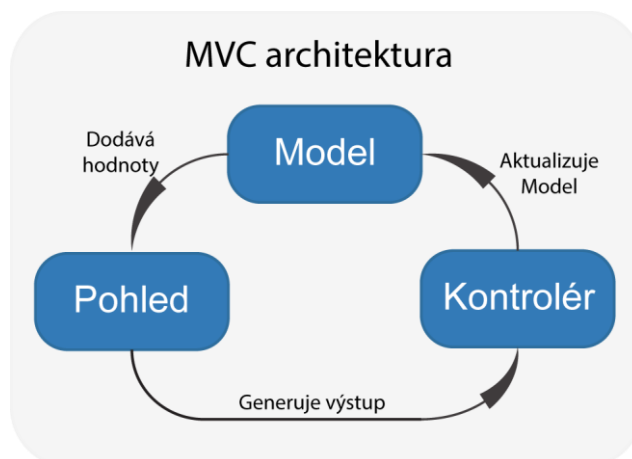 MVC architektura
Dodává
hodnoty
Model
Aktualizuje
Model
Pohled
Kontrolér
Generuje výstup